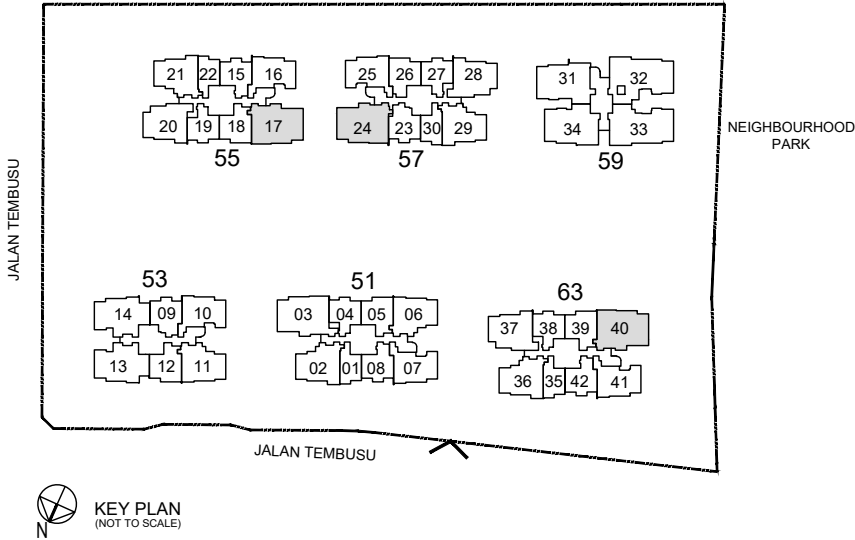 21 22 15 16
20 19 18 17
55
25 26 27 28
24 23 30 29
57
31 32
34 33
59
NEIGHBOURHOOD
PARK
JALAN TEMBUSU
53
14 09 10
13 12 11
51
03 04 05 06
02 01 08 07
63
37 38 39 40
36 35 42 41
JALAN TEMBUSU
N
KEY PLAN
(NOT TO SCALE)